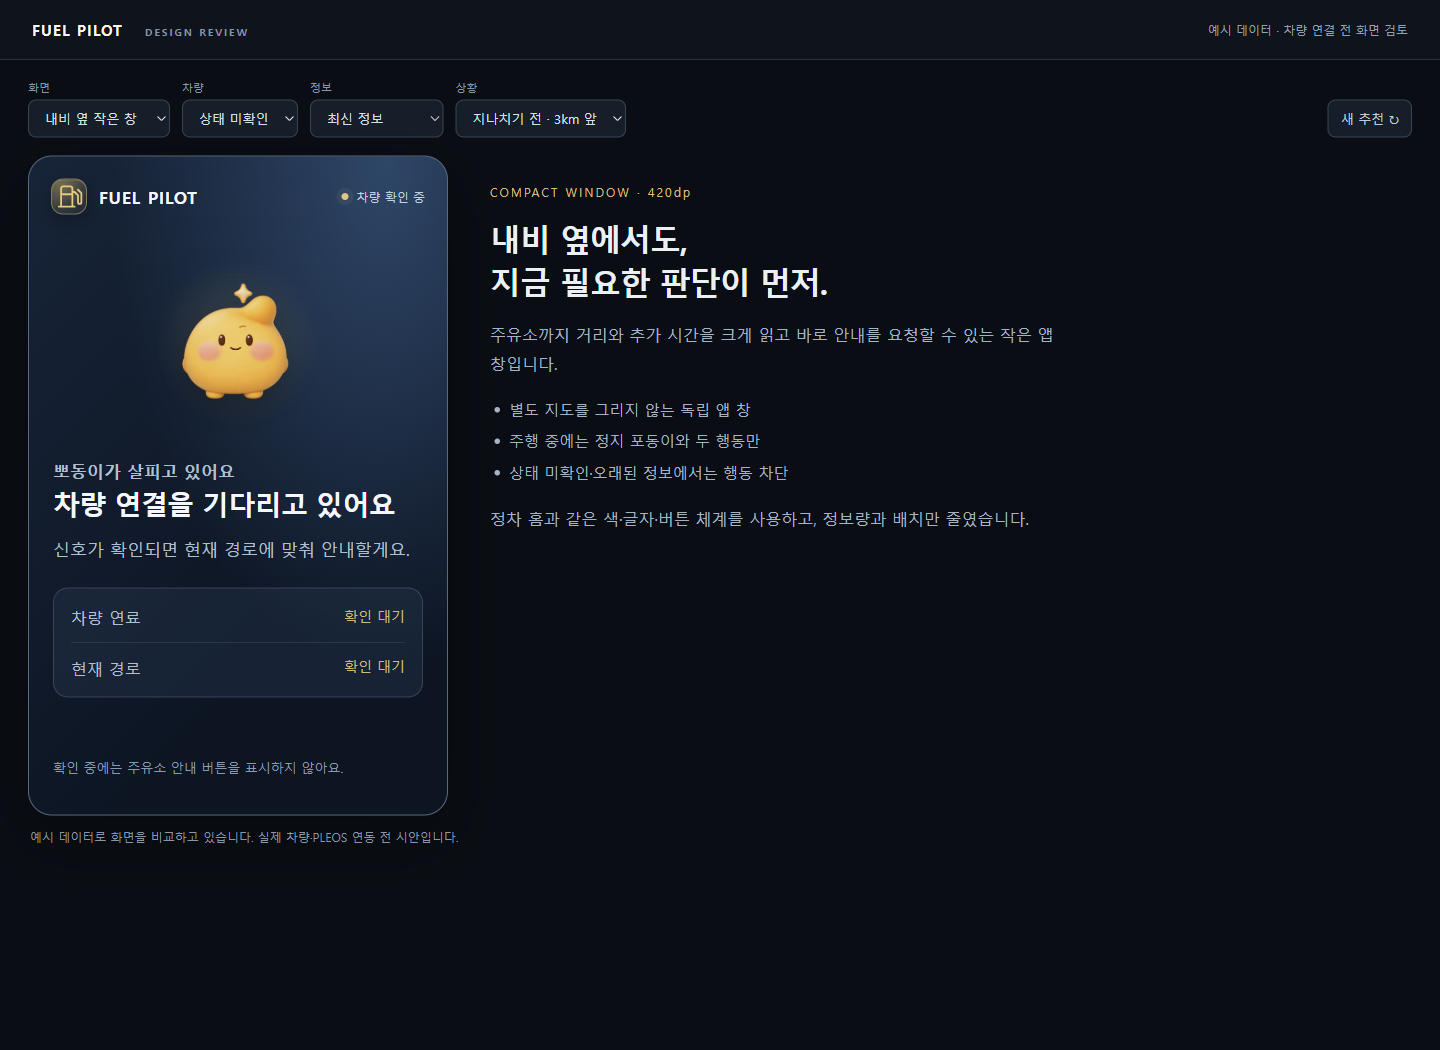 FUEL PILOT DESIGN REVIEW 예시 데이터 · 차량 연결 전 화면 검토
화면 차량 정보 상황
내비 옆 작은 창 상태 미확인 최신 정보 지나치기 전 · 3km 앞 새 추천 ↻
FUEL PILOT 차량 확인 중
뽀동이가 살피고 있어요
차량 연결을 기다리고 있어요
신호가 확인되면 현재 경로에 맞춰 안내할게요.
차량 연료 확인 대기
현재 경로 확인 대기
확인 중에는 주유소 안내 버튼을 표시하지 않아요.
예시 데이터로 화면을 비교하고 있습니다. 실제 차량·PLEOS 연동 전 시안입니다.
COMPACT WINDOW · 420dp
내비 옆에서도,
지금 필요한 판단이 먼저.
주유소까지 거리와 추가 시간을 크게 읽고 바로 안내를 요청할 수 있는 작은 앱
창입니다.
• 별도 지도를 그리지 않는 독립 앱 창
• 주행 중에는 정지 포동이와 두 행동만
• 상태 미확인·오래된 정보에서는 행동 차단
정차 홈과 같은 색·글자·버튼 체계를 사용하고, 정보량과 배치만 줄였습니다.